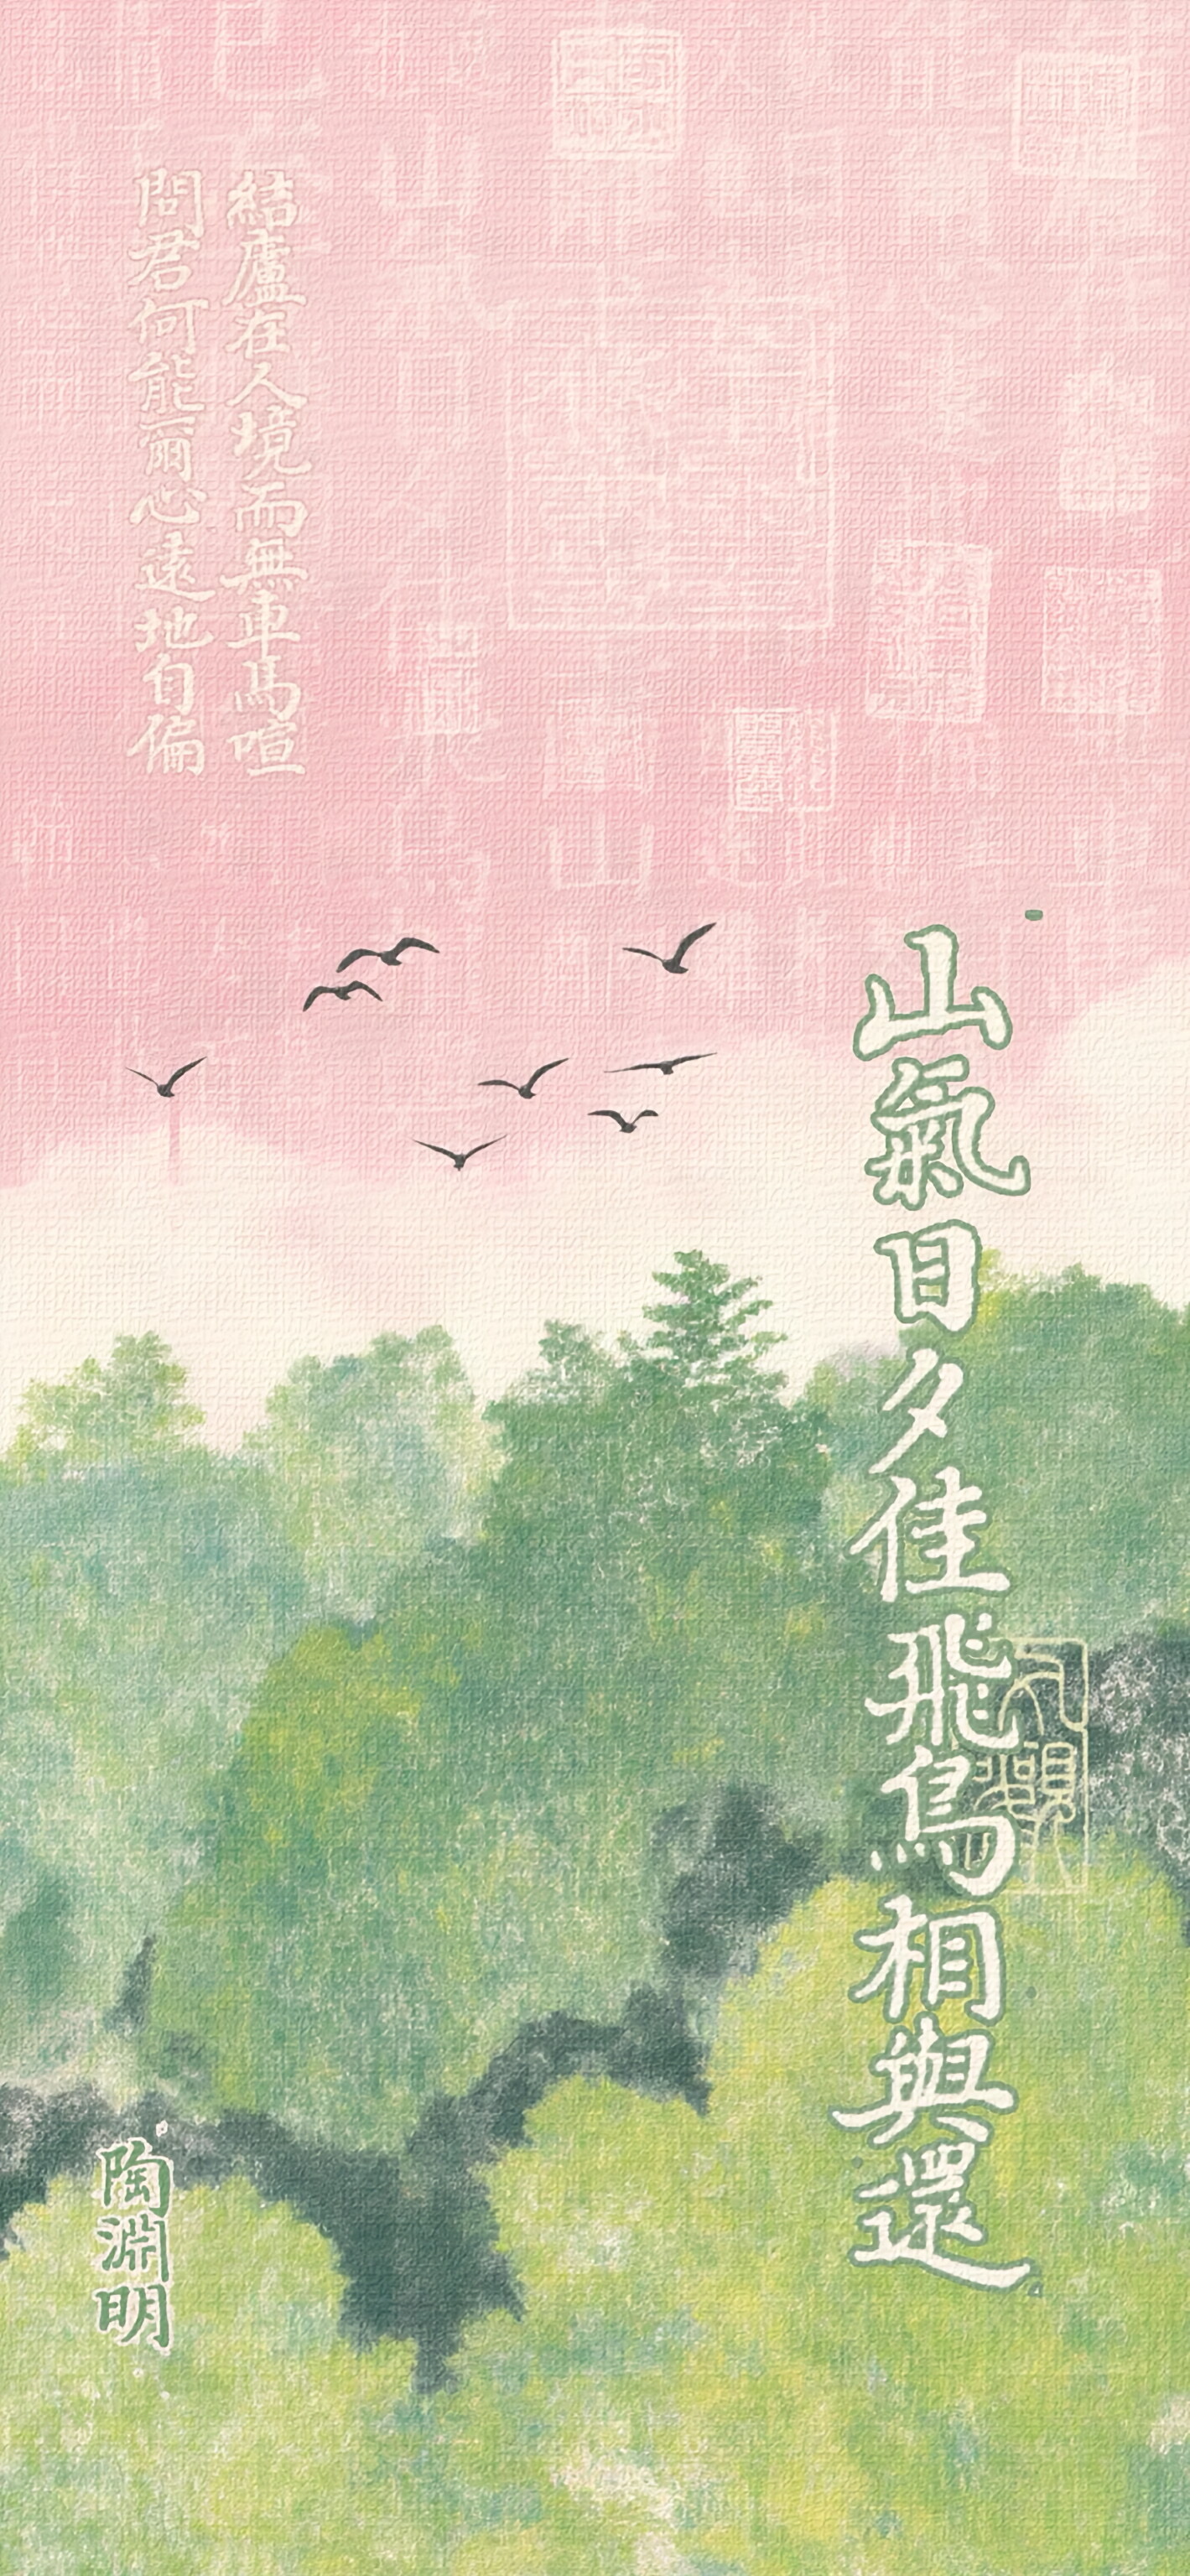 結廬在人境而無車馬喧
問君何能爾心遠地自偏
山氣日夕佳飛鳥相與還
陶淵明